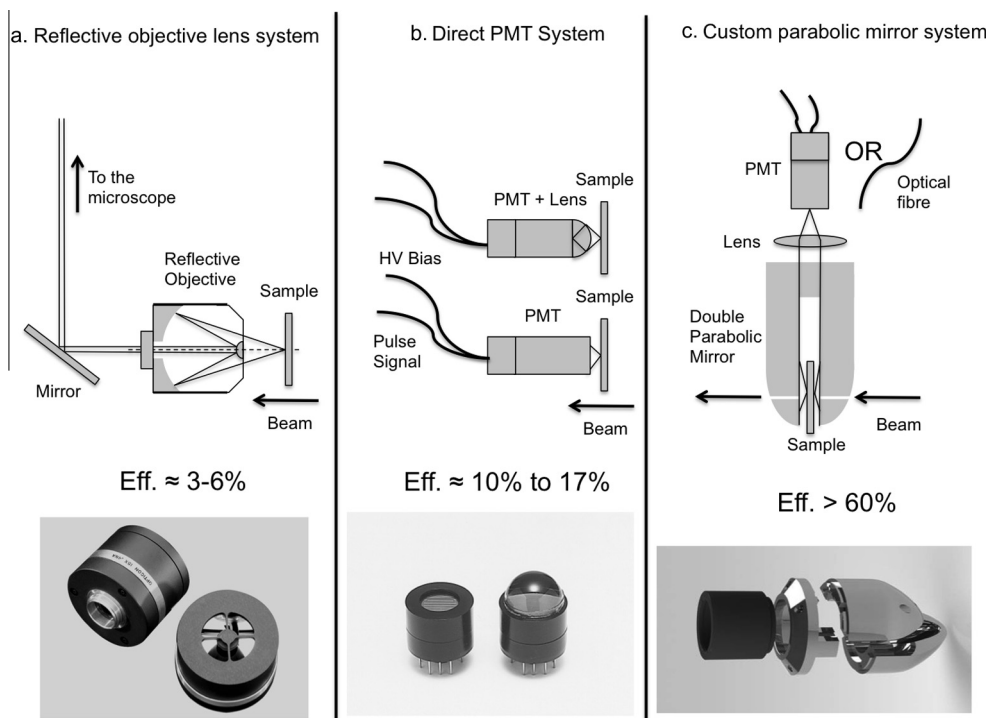 a. Reflective objective lens system
To the
microscope
Reflective
Objective
Sample
Mirror
Beam
Eff. ≈ 3-6%
b. Direct PMT System
Sample
PMT + Lens
HV Bias
Sample
PMT
Pulse
Signal
Beam
Eff. ≈ 10% to 17%
c. Custom parabolic mirror system
PMT
OR
Optical
fibre
Lens
Double
Parabolic
Mirror
Sample
Beam
Eff. > 60%